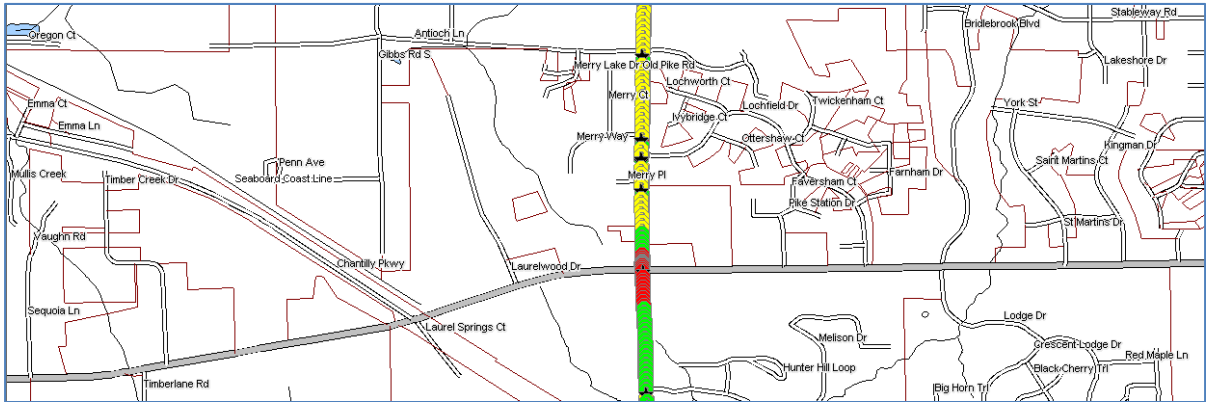 Stableway Rd
Bridlebrook Blvd
Oregon Ct
Antioch Ln
Gibbs Rd S
Merry Lake Dr
Old Pike Rd
Lakeshore Dr
Lochworth Ct
Merry Ct
Lochfield Dr
Twickenham Ct
Emma Ct
York St
Ivybridge Ct
Emma Ln
Merry Way
Ottershaw Ct
Kingman Dr
Penn Ave
Saint Martins Ct
Mullis Creek
Timber Creek Dr
Seaboard Coast Line
Merry Pl
Faversham Ct
Farnham Dr
Pike Station Dr
St Martins Dr
Vaughn Rd
Chantilly Pkwy
Laurelwood Dr
Sequoia Ln
Laurel Springs Ct
Lodge Dr
Melison Dr
Crescent Lodge Dr
Red Maple Ln
Hunter Hill Loop
Black Cherry Trl
Timberlane Rd
Big Horn Trl